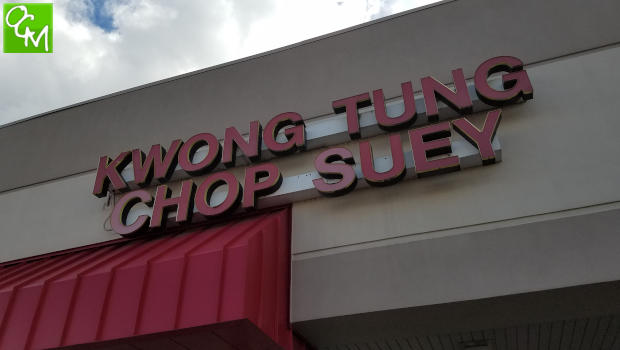 OCM
KWONG TUNG
CHOP SUEY